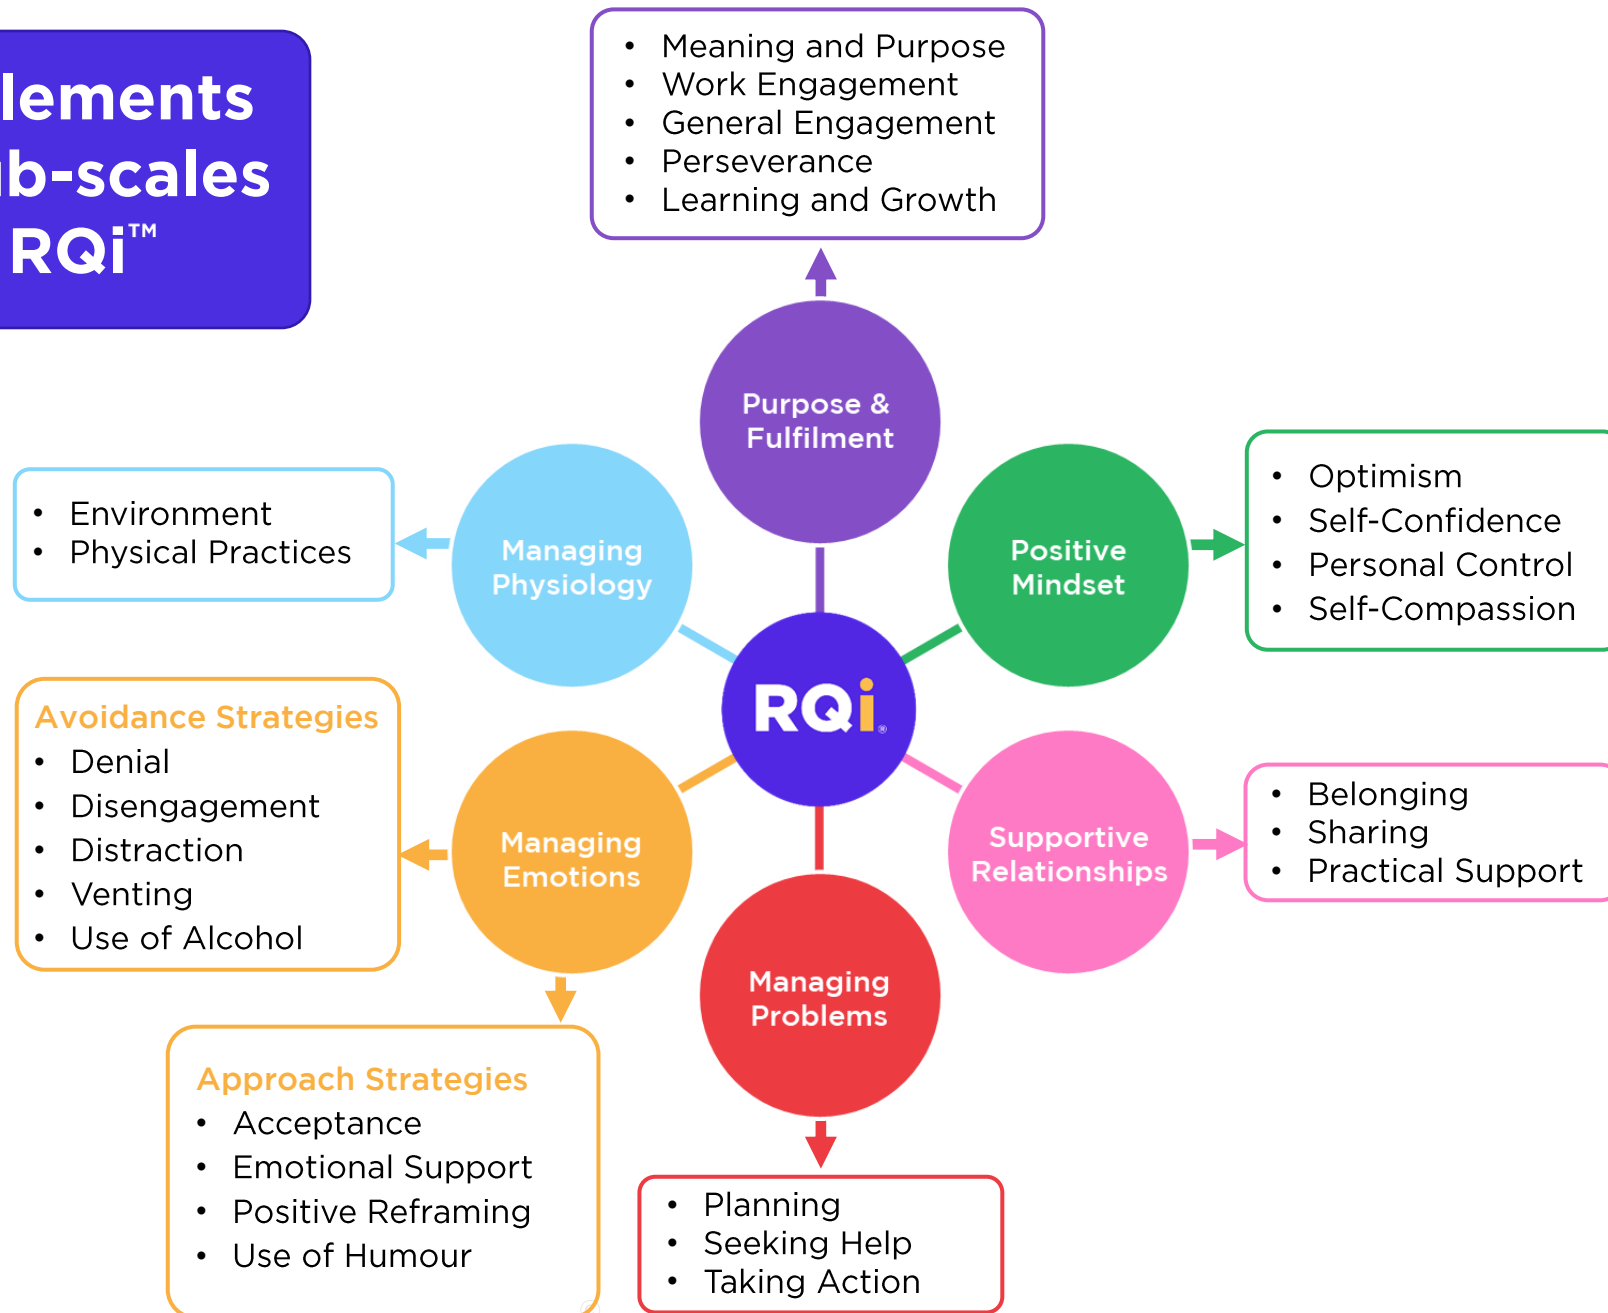 lements
ub-scales
RQi™
• Meaning and Purpose
• Work Engagement
• General Engagement
• Perseverance
• Learning and Growth
Purpose &
Fulfilment
• Environment
• Physical Practices
Managing
Physiology
Positive
Mindset
• Optimism
• Self-Confidence
• Personal Control
• Self-Compassion
RQi®
Avoidance Strategies
• Denial
• Disengagement
• Distraction
• Venting
• Use of Alcohol
Managing
Emotions
Supportive
Relationships
• Belonging
• Sharing
• Practical Support
Managing
Problems
Approach Strategies
• Acceptance
• Emotional Support
• Positive Reframing
• Use of Humour
• Planning
• Seeking Help
• Taking Action